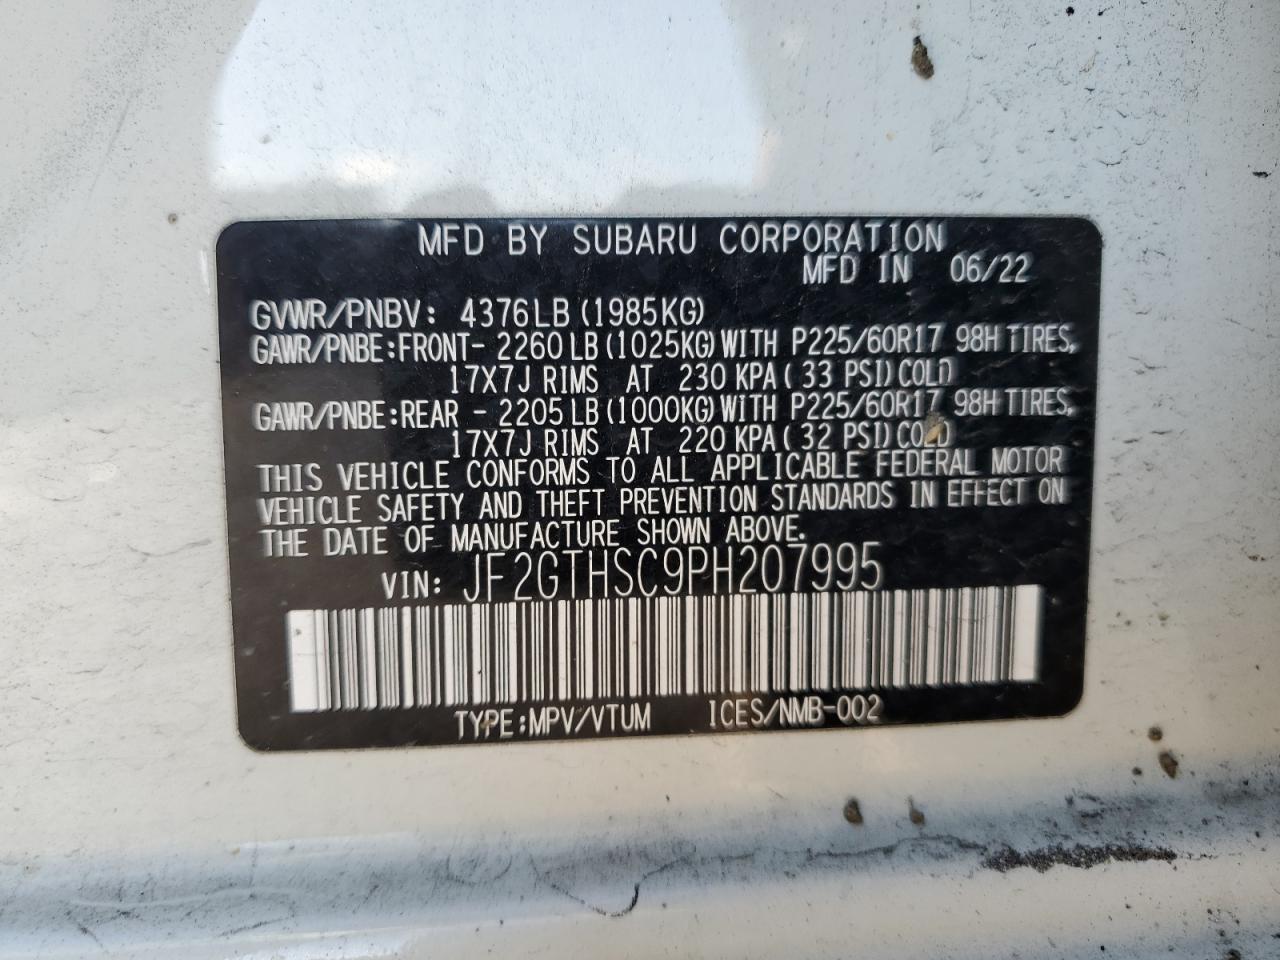 MFD BY SUBARU CORPORATION
MFD IN 06/22
GVWR/PNBV: 4376LB (1985KG)
GAWR/PNBE:FRONT- 2260 LB (1025KG) WITH P225/60R17 98H TIRES,
17X7J RIMS AT 230 KPA ( 33 PSI) COLD
GAWR/PNBE:REAR - 2205 LB (1000KG) WITH P225/60R17 98H TIRES,
17X7J RIMS AT 220 KPA ( 32 PSI) COLD
THIS VEHICLE CONFORMS TO ALL APPLICABLE FEDERAL MOTOR
VEHICLE SAFETY AND THEFT PREVENTION STANDARDS IN EFFECT ON
THE DATE OF MANUFACTURE SHOWN ABOVE.
VIN: JF2GTHSC9PH207995
TYPE:MPV/VTUM ICES/NMB-002